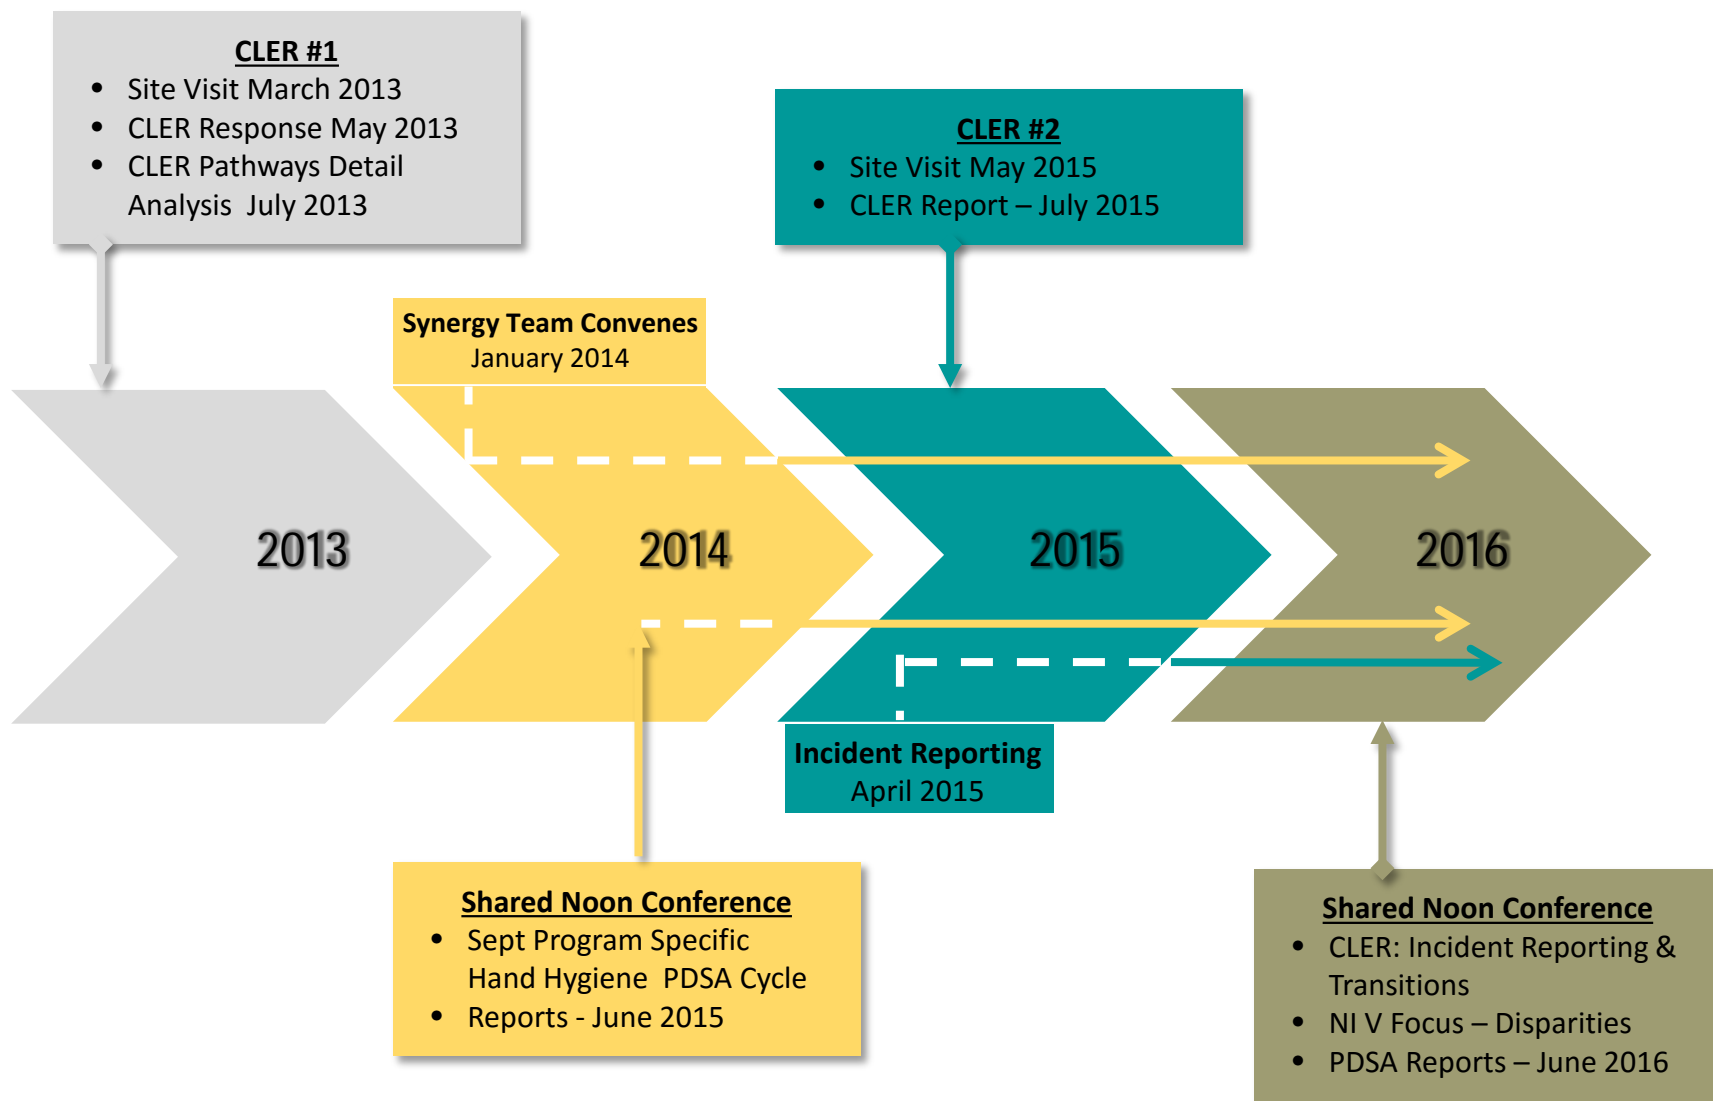 CLER #1
• Site Visit March 2013
• CLER Response May 2013
• CLER Pathways Detail
Analysis  July 2013
CLER #2
• Site Visit May 2015
• CLER Report – July 2015
Synergy Team Convenes
January 2014
2013
2014
2015
2016
Incident Reporting
April 2015
Shared Noon Conference
• Sept Program Specific
Hand Hygiene  PDSA Cycle
• Reports - June 2015
Shared Noon Conference
• CLER: Incident Reporting &
Transitions
• NI V Focus – Disparities
• PDSA Reports – June 2016